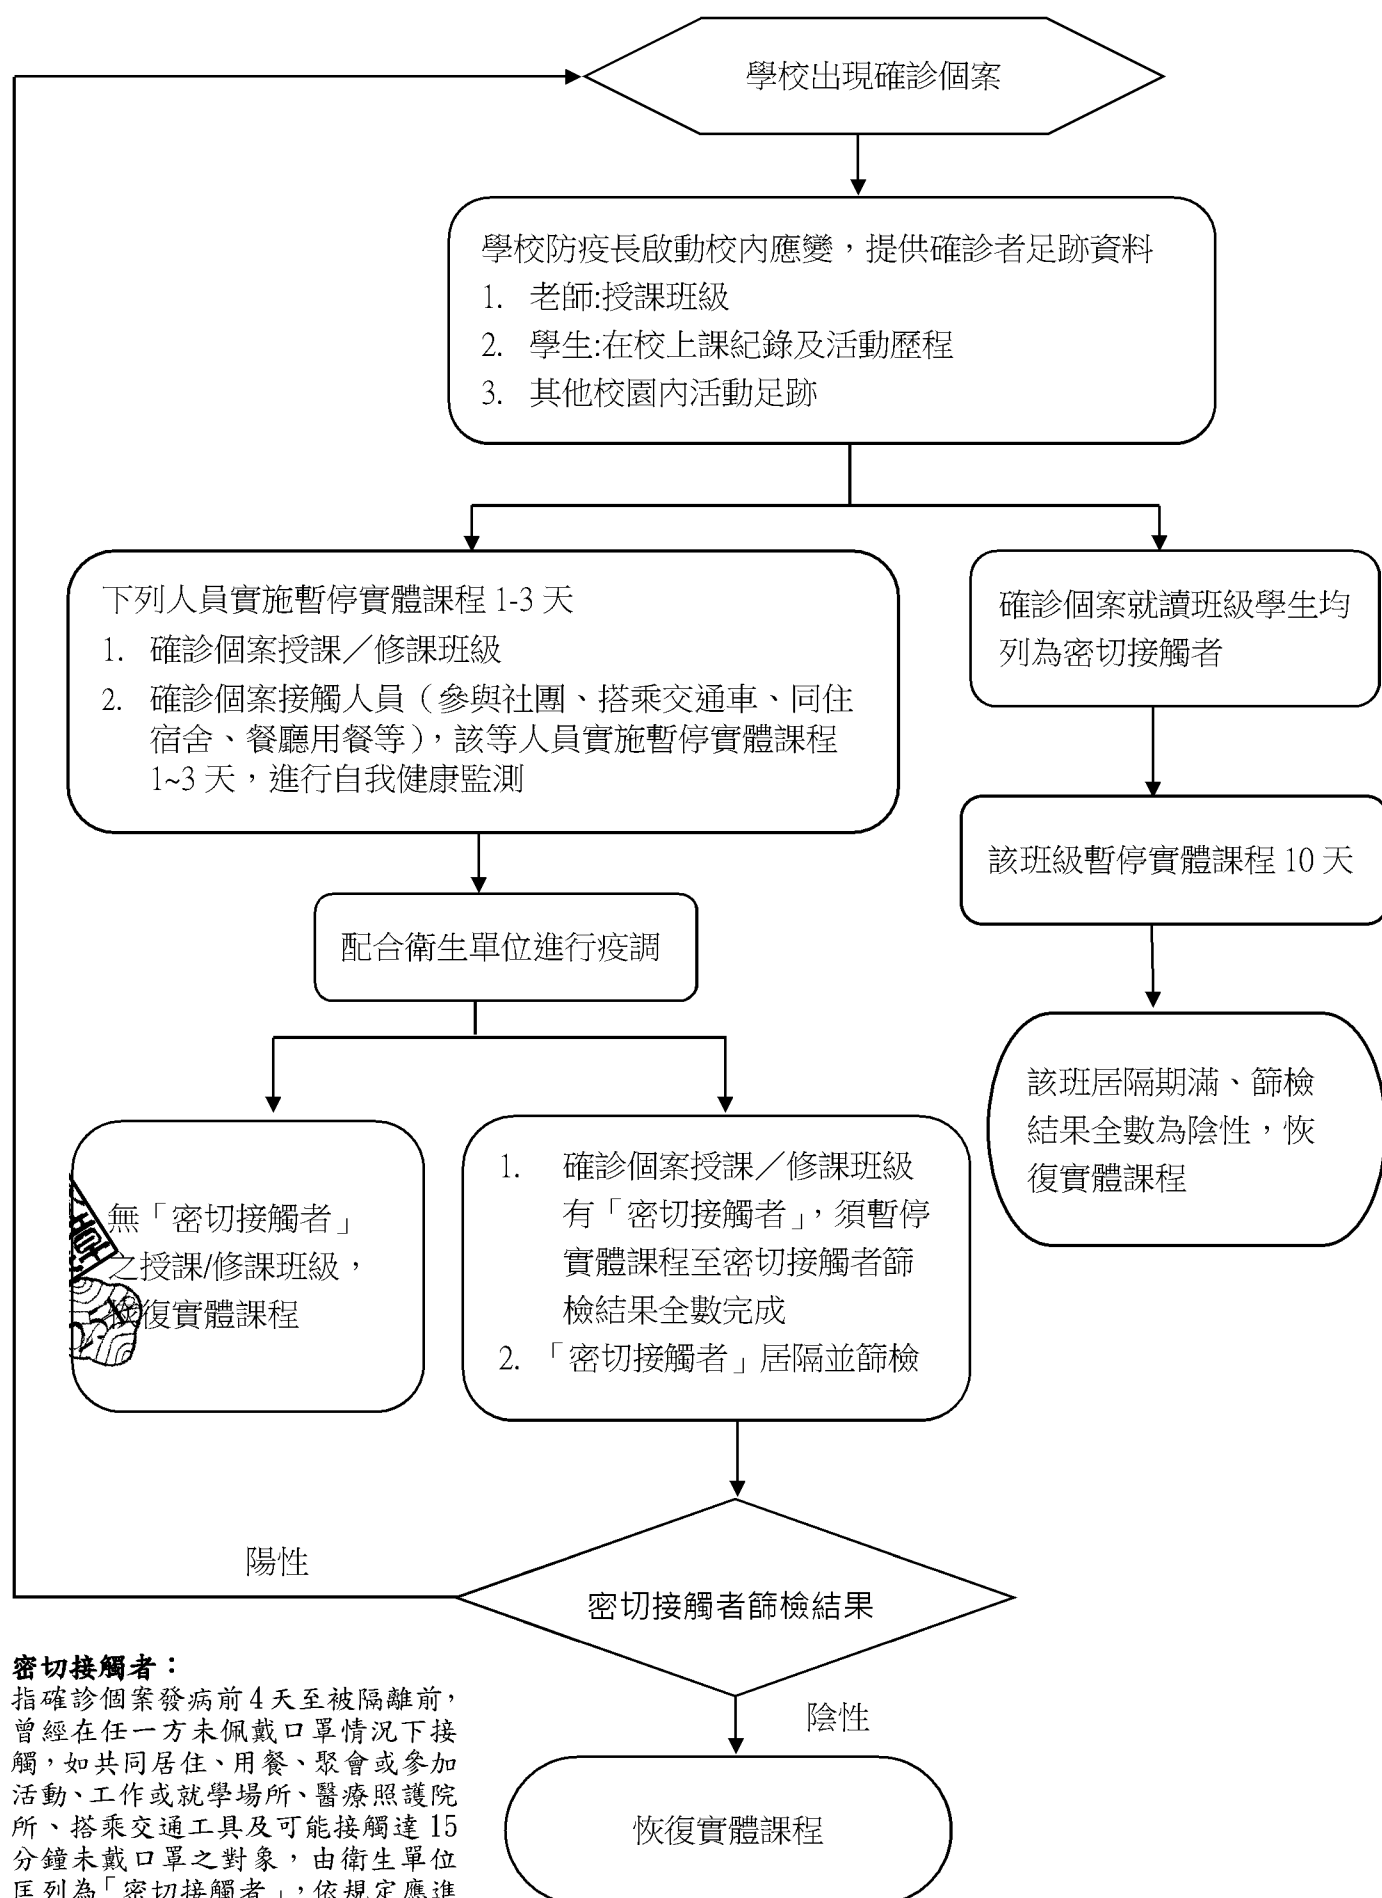 學校出現確診個案
學校防疫長啟動校內應變，提供確診者足跡資料
1. 老師:授課班級
2. 學生:在校上課紀錄及活動歷程
3. 其他校園內活動足跡
下列人員實施暫停實體課程 1-3 天
1. 確診個案授課／修課班級
2. 確診個案接觸人員（參與社團、搭乘交通車、同住
宿舍、餐廳用餐等），該等人員實施暫停實體課程
1~3 天，進行自我健康監測
確診個案就讀班級學生均
列為密切接觸者
該班級暫停實體課程 10 天
配合衛生單位進行疫調
該班居隔期滿、篩檢
結果全數為陰性，恢
復實體課程
無「密切接觸者」
之授課/修課班級，
恢復實體課程
1. 確診個案授課／修課班級
有「密切接觸者」，須暫停
實體課程至密切接觸者篩
檢結果全數完成
2. 「密切接觸者」居隔並篩檢
陽性
密切接觸者篩檢結果
陰性
恢復實體課程
密切接觸者：
指確診個案發病前 4 天至被隔離前，
曾經在任一方未佩戴口罩情況下接
觸，如共同居住、用餐、聚會或參加
活動、工作或就學場所、醫療照護院
所、搭乘交通工具及可能接觸達 15
分鐘未戴口罩之對象，由衛生單位
匡列為「密切接觸者」，依規定應進